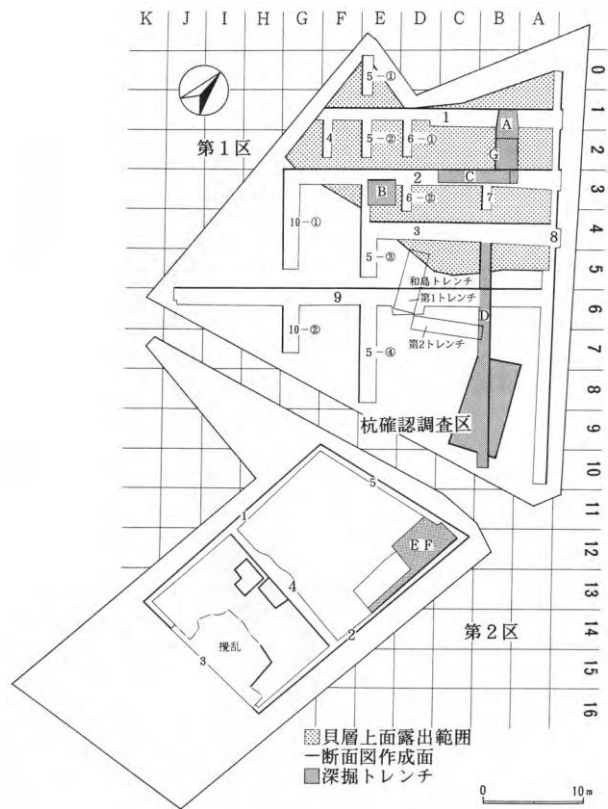 K J I H G F E D C B A
0
1
2
3
4
5
6
7
8
9
10
11
12
13
14
15
16
第1区
5-①
1
A
4
5-②
6-①
G
2
C
B
6-②
7
10-①
3
8
5-③
和島トレンチ
9
第1トレンチ
D
10-②
第2トレンチ
5-④
杭確認調査区
5
1
E F
4
2
第2区
攪乱
3
貝層上面露出範囲
断面図作成面
深掘トレンチ
0 10m